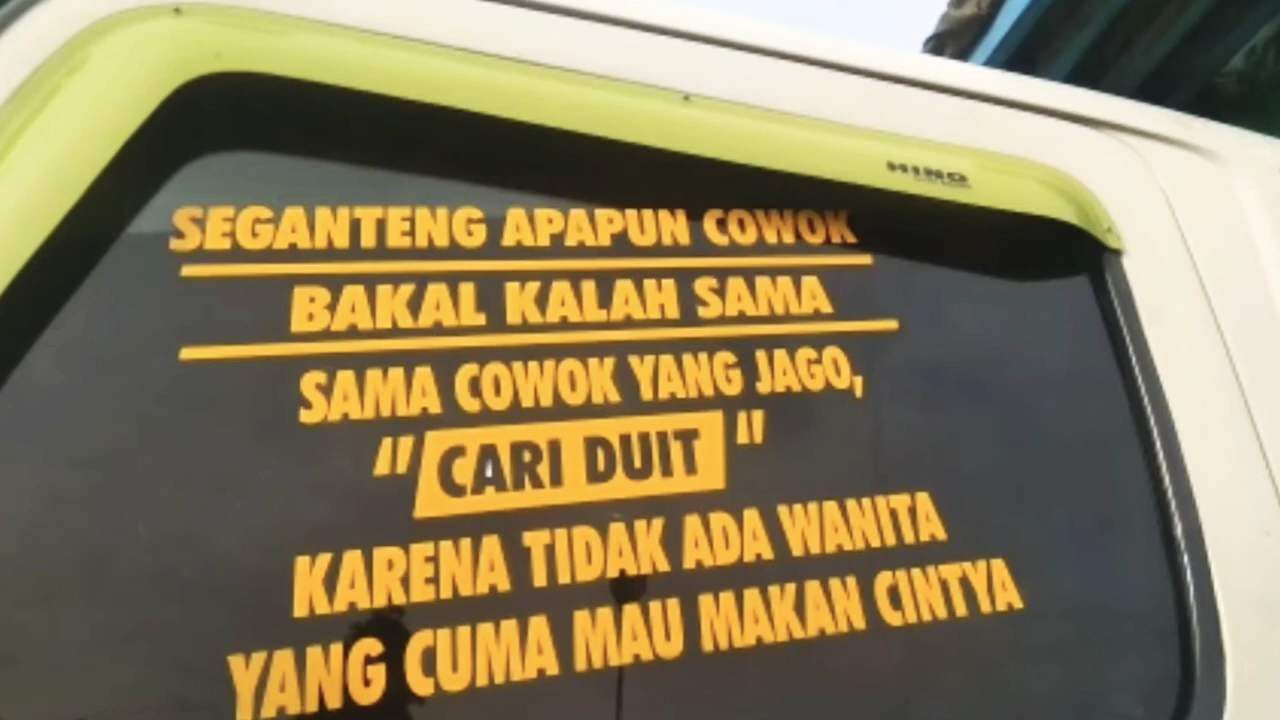 HINO
SEGANTENG APAPUN COWOK
BAKAL KALAH SAMA
SAMA COWOK YANG JAGO,
"CARI DUIT"
KARENA TIDAK ADA WANITA
YANG CUMA MAU MAKAN CINTYA